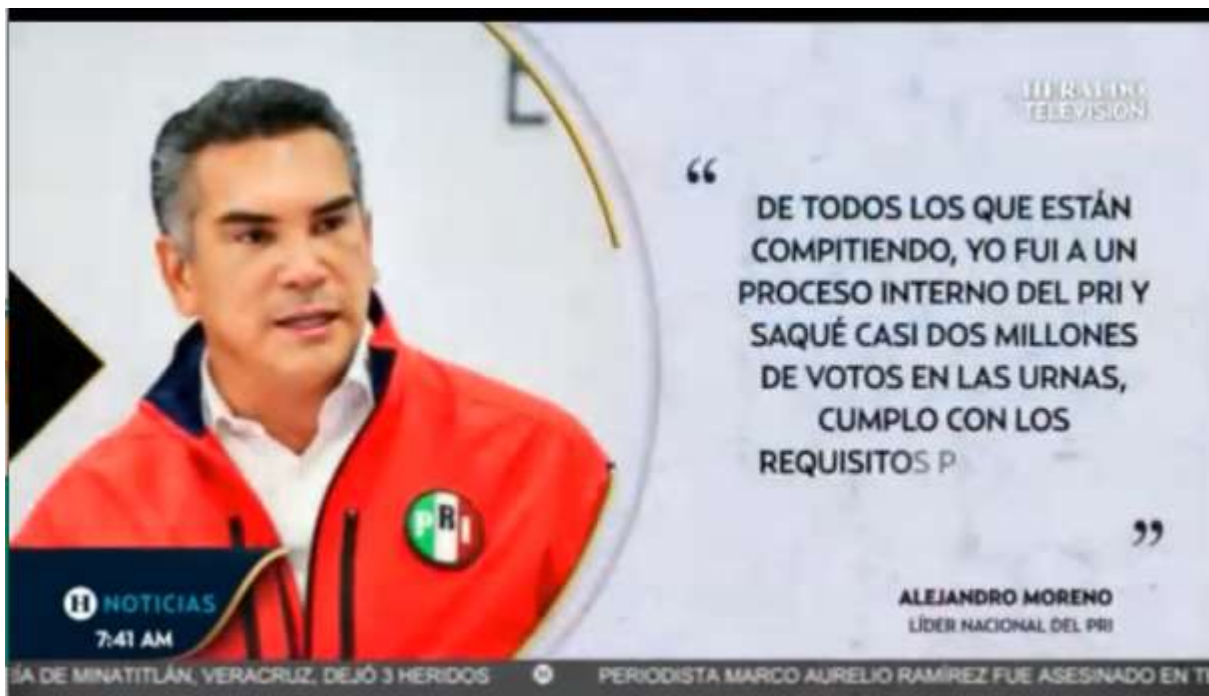 HERALDO
TELEVISION
“
DE TODOS LOS QUE ESTÁN
COMPITIENDO, YO FUI A UN
PROCESO INTERNO DEL PRI Y
SAQUÉ CASI DOS MILLONES
DE VOTOS EN LAS URNAS,
CUMPLO CON LOS
REQUISITOS P
”
ALEJANDRO MORENO
LÍDER NACIONAL DEL PRI
PRI
H NOTICIAS
7:41 AM
ÍA DE MINATITLÁN, VERACRUZ, DEJÓ 3 HERIDOS H PERIODISTA MARCO AURELIO RAMÍREZ FUE ASESINADO EN